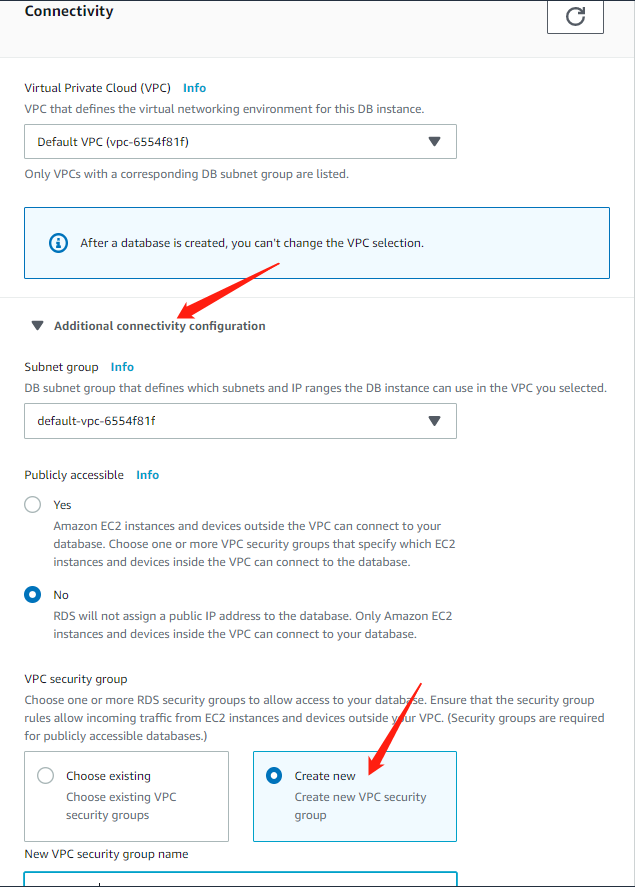 Connectivity
Virtual Private Cloud (VPC) Info
VPC that defines the virtual networking environment for this DB instance.
Default VPC (vpc-6554f81f)
Only VPCs with a corresponding DB subnet group are listed.
After a database is created, you can't change the VPC selection.
Additional connectivity configuration
Subnet group Info
DB subnet group that defines which subnets and IP ranges the DB instance can use in the VPC you selected.
default-vpc-6554f81f
Publicly accessible Info
Yes
Amazon EC2 instances and devices outside the VPC can connect to your
database. Choose one or more VPC security groups that specify which EC2
instances and devices inside the VPC can connect to the database.
No
RDS will not assign a public IP address to the database. Only Amazon EC2
instances and devices inside the VPC can connect to your database.
VPC security group
Choose one or more RDS security groups to allow access to your database. Ensure that the security group
rules allow incoming traffic from EC2 instances and devices outside your VPC. (Security groups are required
for publicly accessible databases.)
Choose existing
Choose existing VPC
security groups
Create new
Create new VPC security
group
New VPC security group name